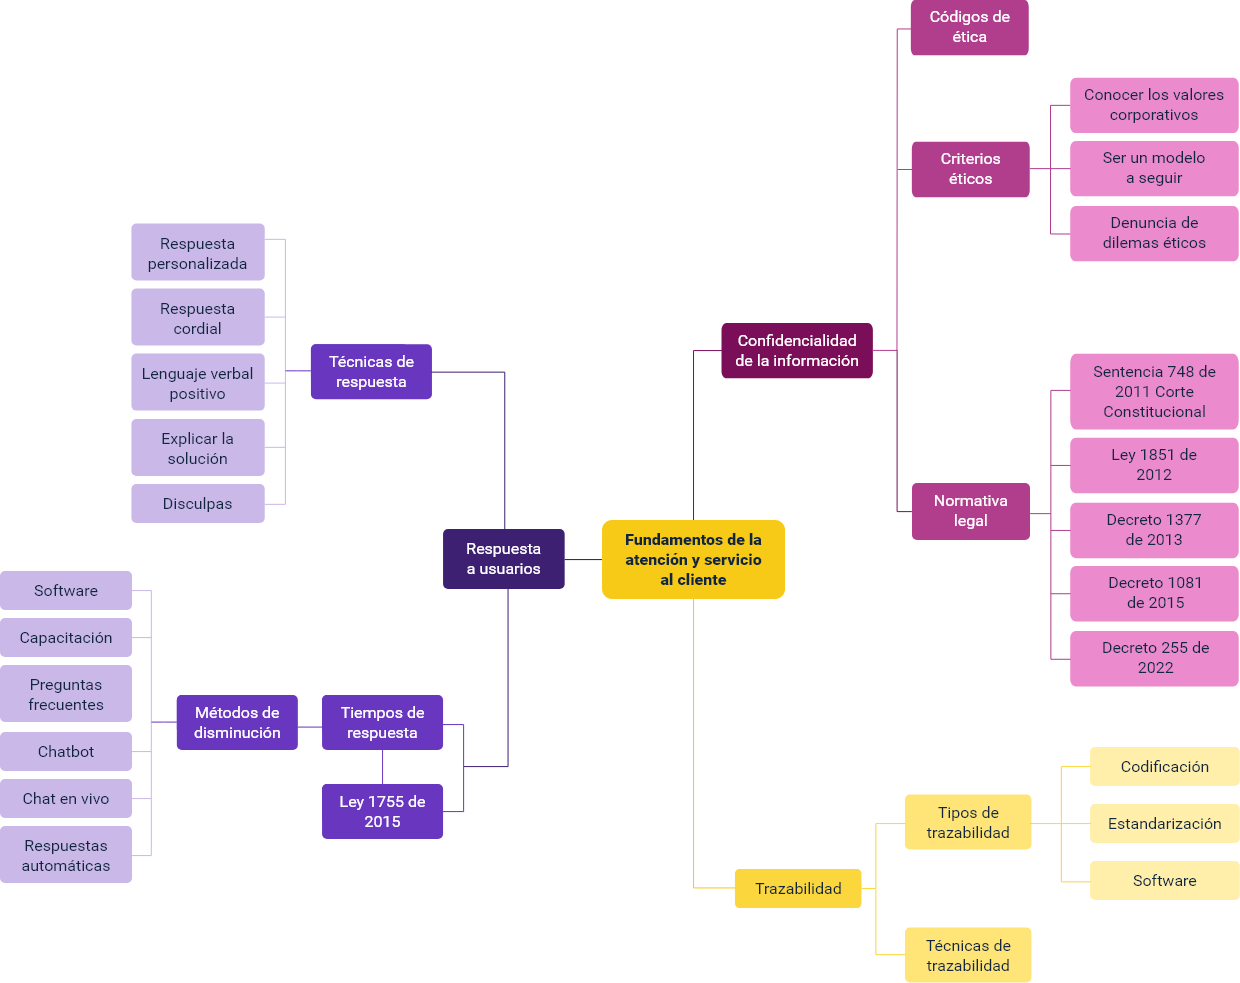 Códigos de
ética
Conocer los valores
corporativos
Criterios
éticos
Ser un modelo
a seguir
Denuncia de
dilemas éticos
Confidencialidad
de la información
Normativa
legal
Sentencia 748 de
2011 Corte
Constitucional
Ley 1851 de
2012
Decreto 1377
de 2013
Decreto 1081
de 2015
Decreto 255 de
2022
Respuesta
personalizada
Respuesta
cordial
Lenguaje verbal
positivo
Explicar la
solución
Disculpas
Técnicas de
respuesta
Respuesta
a usuarios
Fundamentos de la
atención y servicio
al cliente
Software
Capacitación
Preguntas
frecuentes
Chatbot
Chat en vivo
Respuestas
automáticas
Métodos de
disminución
Tiempos de
respuesta
Ley 1755 de
2015
Trazabilidad
Tipos de
trazabilidad
Codificación
Estandarización
Software
Técnicas de
trazabilidad